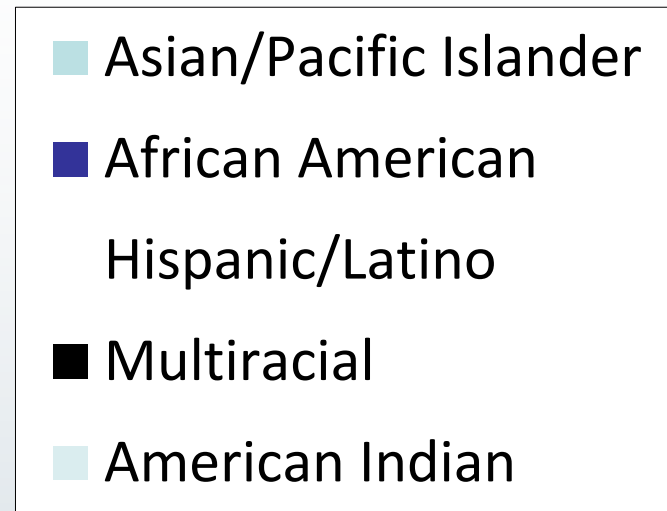 Asian/Pacific Islander
African American
Hispanic/Latino
Multiracial
American Indian